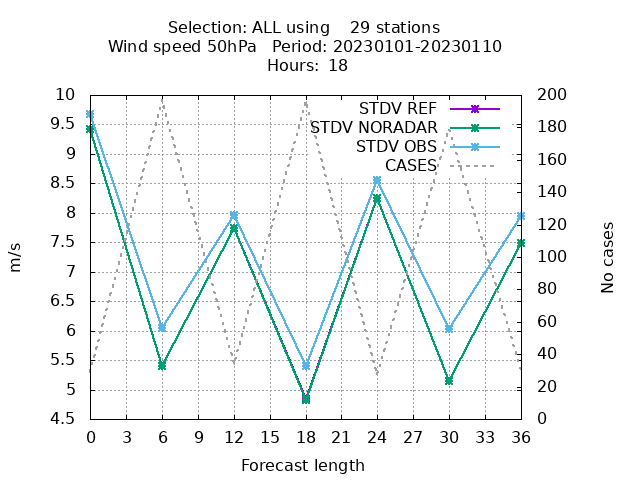 Selection: ALL using    29 stations
Wind speed 50hPa   Period: 20230101-20230110
Hours:  18
STDV REF
STDV NORADAR
STDV OBS
CASES
10
9.5
9
8.5
8
7.5
7
6.5
6
5.5
5
4.5
200
180
160
140
120
100
80
60
40
20
0
m/s
No cases
0 3 6 9 12 15 18 21 24 27 30 33 36
Forecast length